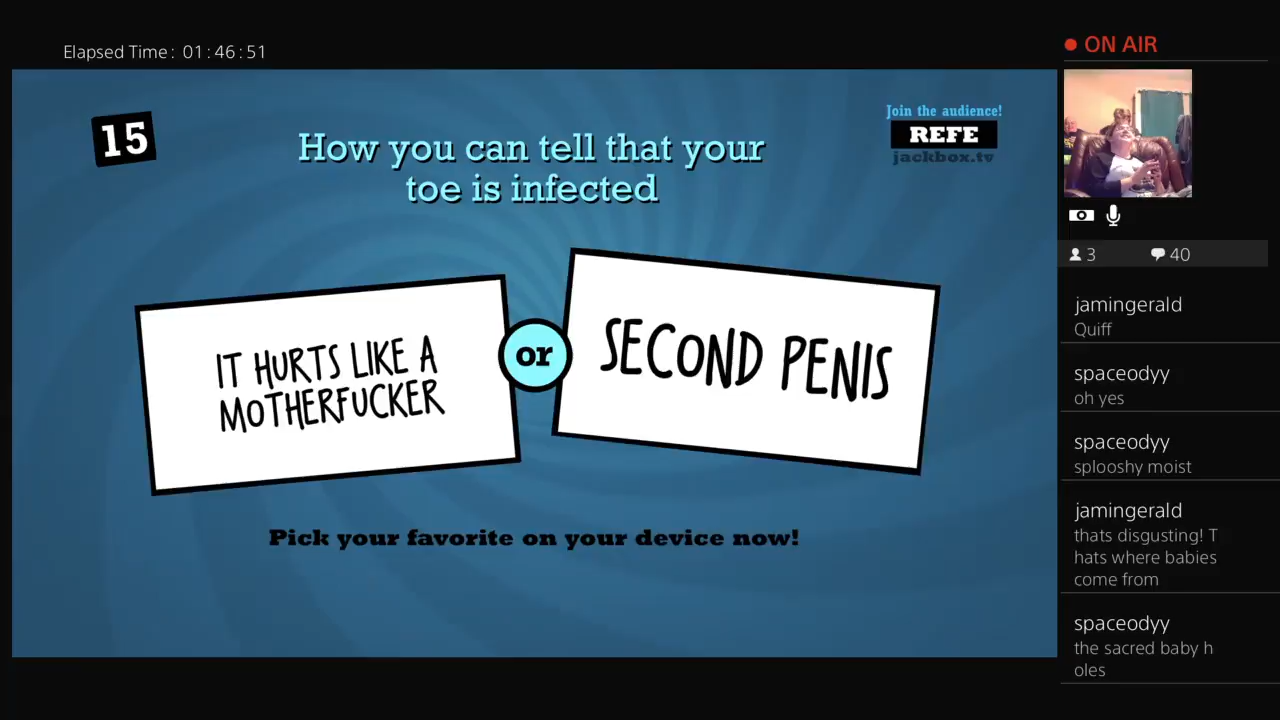 Elapsed Time: 01:46:51
ON AIR
15
How you can tell that your
toe is infected
Join the audience!
REFE
jackbox.tv
IT HURTS LIKE A
MOTHERFUCKER
or
SECOND PENIS
Pick your favorite on your device now!
3
40
jamingerald
Quiff
spaceodyy
oh yes
spaceodyy
splooshy moist
jamingerald
thats disgusting! T
hats where babies
come from
spaceodyy
the sacred baby h
oles